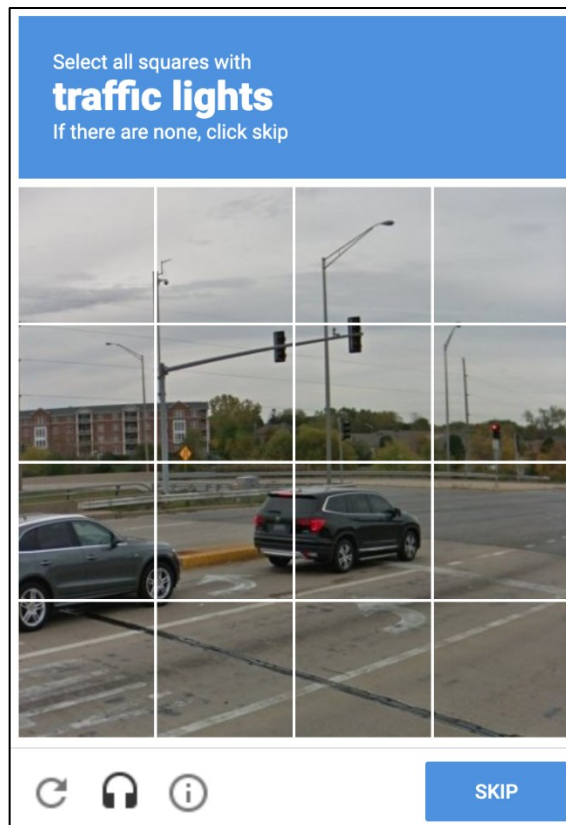 Select all squares with
traffic lights
If there are none, click skip
SKIP